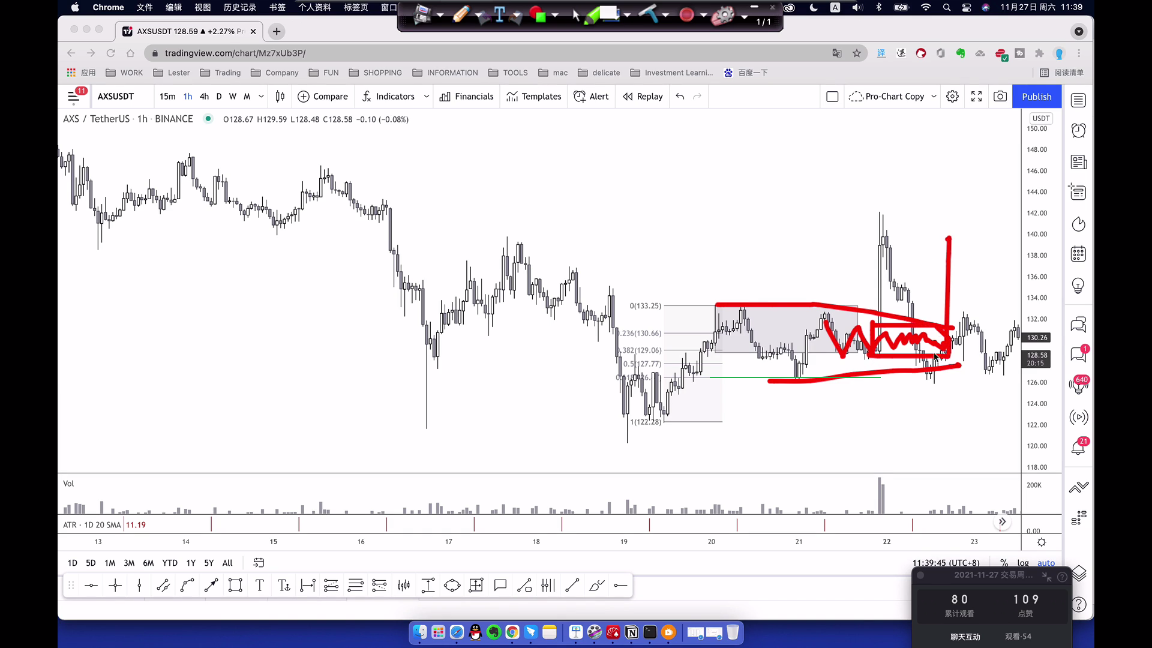 Chrome 文件 编辑 视图 历史记录 书签 个人资料 标签页 窗口 A 11月27日 周六 11:39
1/1
AXSUSDT 128.59 ▲ +2.27% P
tradingview.com/chart/Mz7xUb3P/
应用 WORK Lester Trading Company FUN SHOPPING INFORMATION TOOLS mac delicate Investment Learni... 百度一下 阅读清单
11 AXSUSDT 15m 1h 4h D W M Compare Indicators Financials Templates Alert Replay Pro-Chart Copy Publish
AXS / TetherUS · 1h · BINANCE O128.67 H129.59 L128.48 C128.58 -0.10 (-0.08%)
USDT
150.00
148.00
146.00
144.00
142.00
140.00
138.00
136.00
134.00
132.00
130.26
128.58
20:15
126.00
124.00
122.00
120.00
118.00
0(133.25)
.236(130.66)
.382(129.06)
0.5(127.77)
1(122.28)
1
640
21
Vol
200K
ATR · 1D 20 SMA 11.19
0.00
13 14 15 16 17 18 19 20 21 22 23
1D 5D 1M 3M 6M YTD 1Y 5Y All 11:39:45 (UTC+8) % log auto
2021-11-27 交易周...
80 109
累计观看 点赞
聊天互动 观看·54